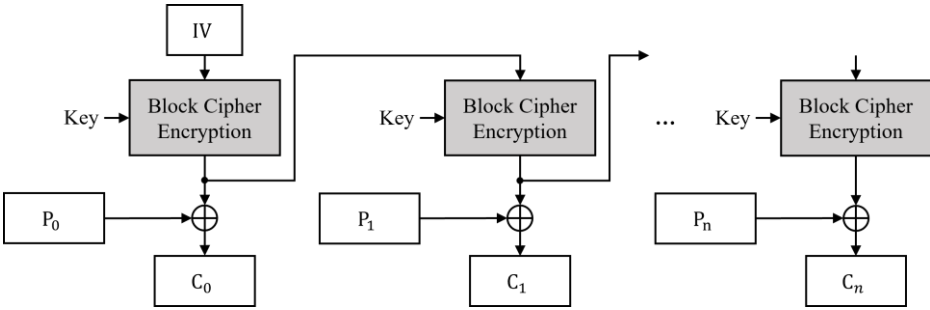 IV
Key
Block Cipher
Encryption
Key
Block Cipher
Encryption
...
Key
Block Cipher
Encryption
P₀
P₁
Pₙ
C₀
C₁
Cₙ